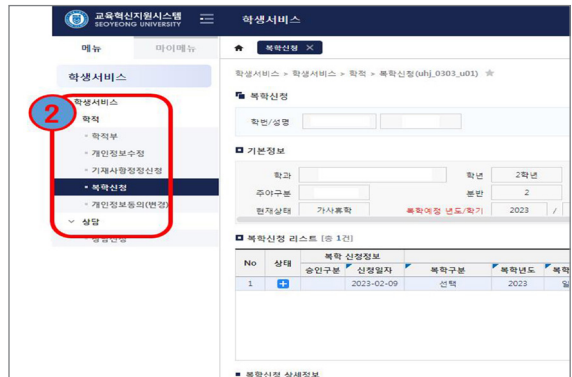 교육혁신지원시스템
SEOYEONG UNIVERSITY
학생서비스
메뉴 마이메뉴
복학신청
학생서비스
학생서비스 > 학생서비스 > 학적 > 복학신청(uhj_0303_u01)
2
학생서비스
복학신청
학적
학번/성명
학적부
개인정보수정
기본정보
기재사항정정신청
학과 학년 2학년
복학신청
주야구분 분반 2
개인정보동의(변경)
현재상태 가사휴학 복학예정 년도/학기 2023 /
상담
복학신청 리스트 [총 1건]
No 상태 복학 신청정보
승인구분 신청일자 복학구분 복학년도 복학
1 2023-02-09 선택 2023
복학신청 상세정보